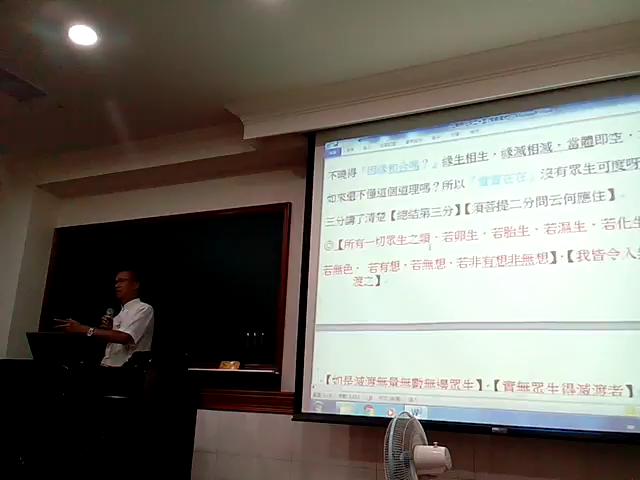 不曉得『因緣和合嗎？』緣生相生，緣滅相滅，當體即空，
如來還不懂這個道理嗎？所以『實實在在』沒有眾生可度呀
三分講了清楚【總結第三分】【須菩提二分問云何應住】
◎【所有一切眾生之類．若卵生．若胎生．若濕生．若化生
若無色．若有想．若無想．若非有想非無想】．【我皆令入
渡之】
【如是滅渡無量無數無邊眾生】．【實無眾生得滅渡者】